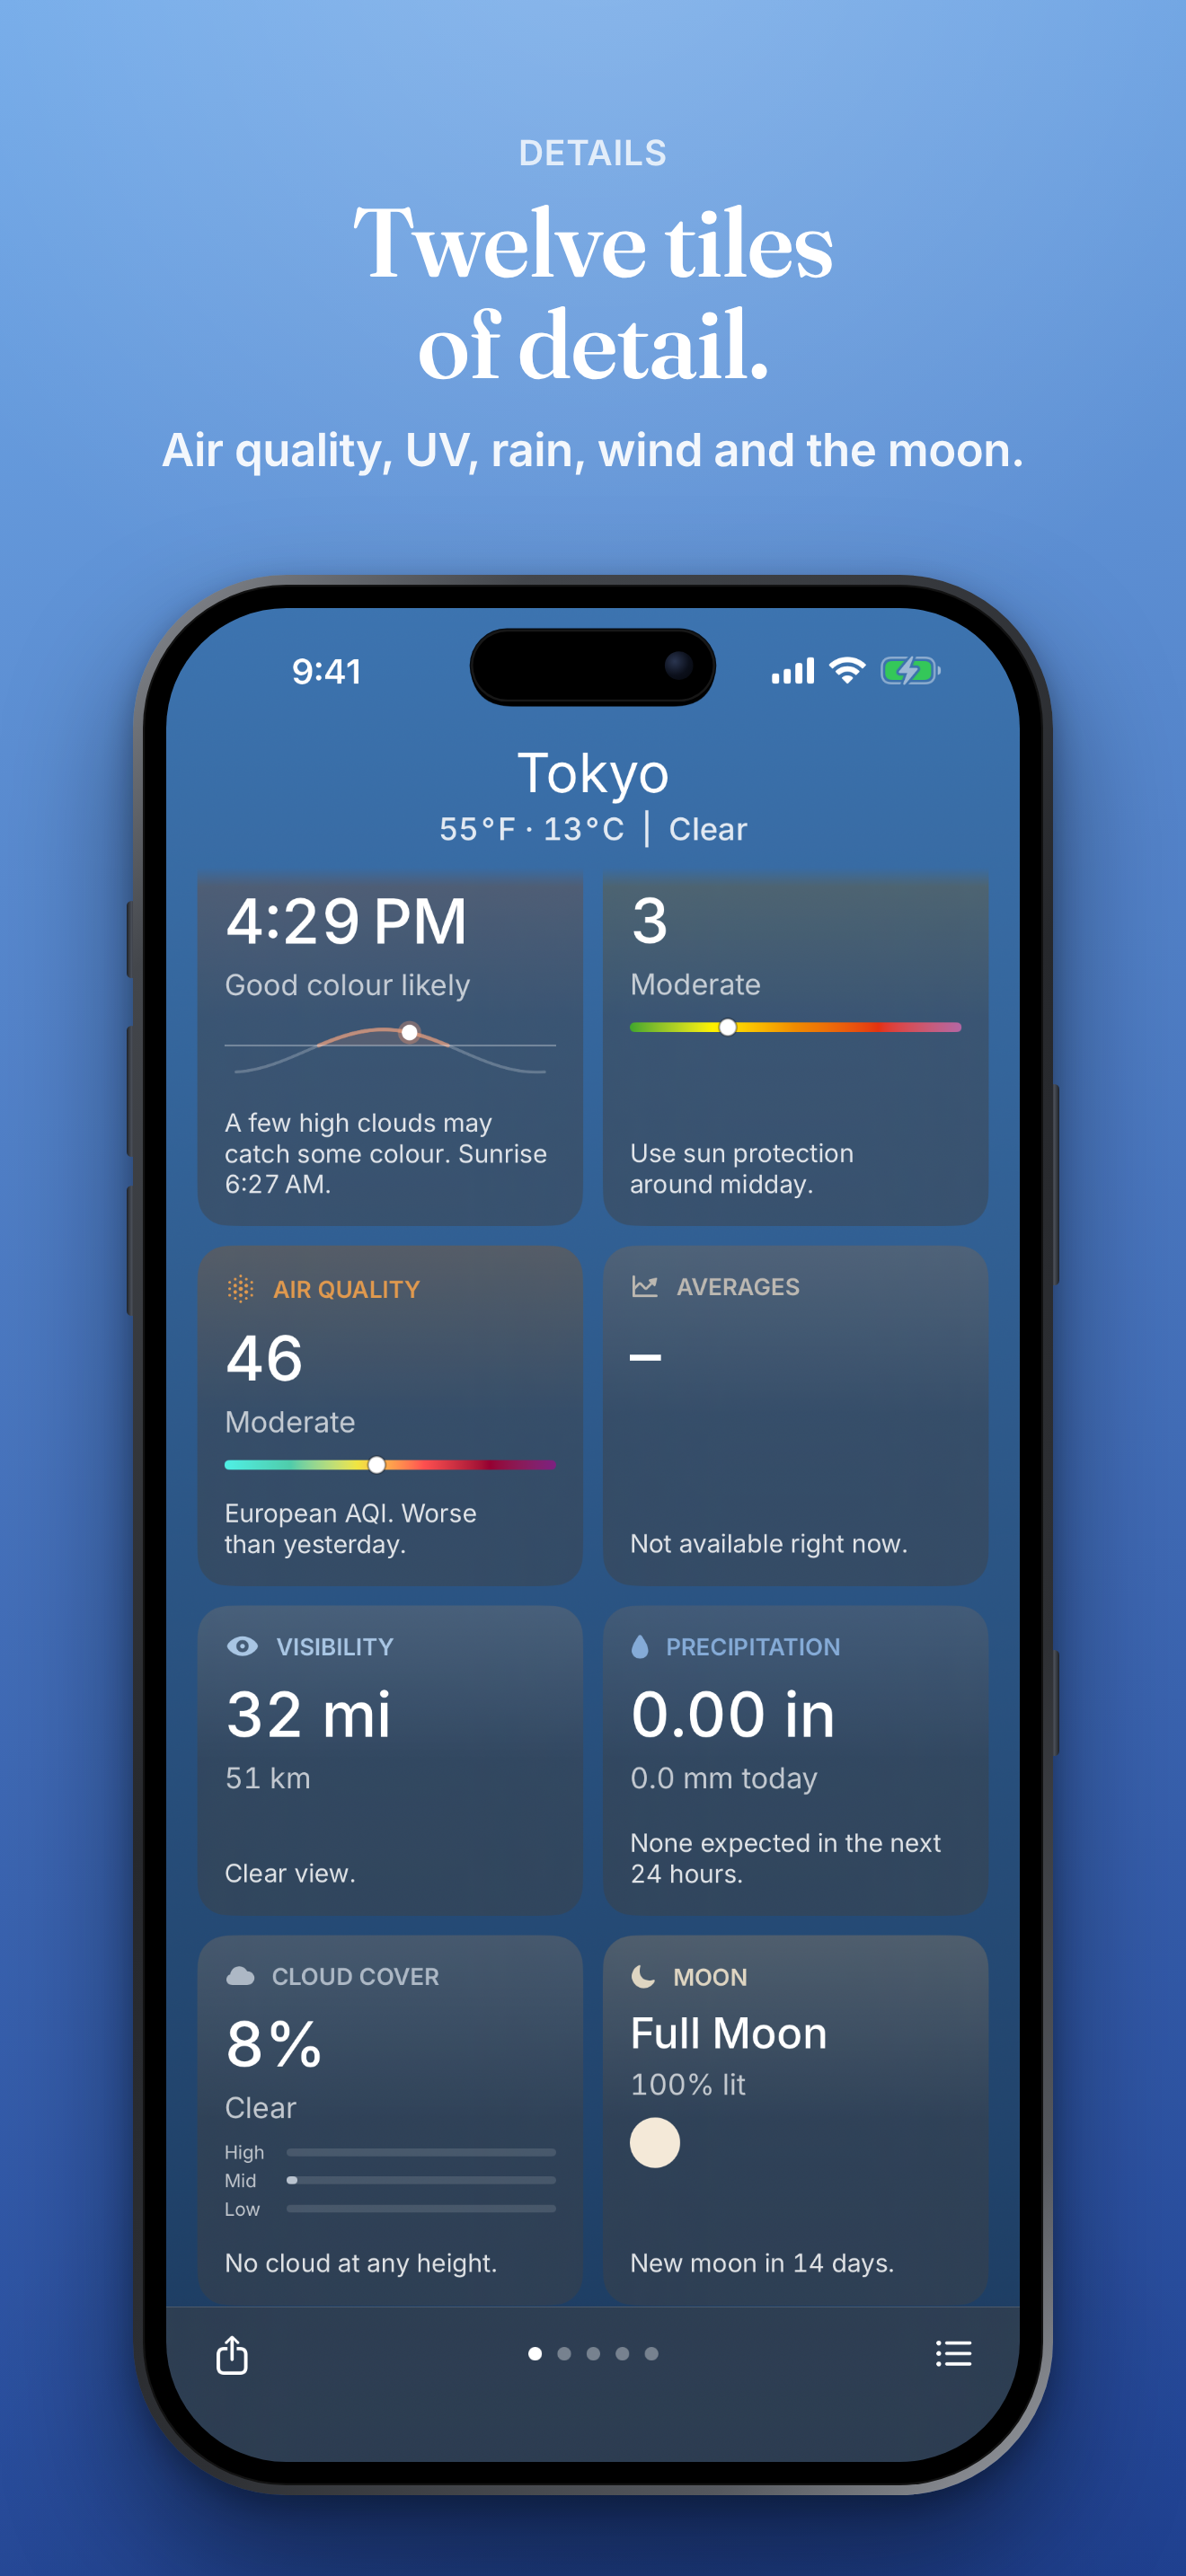 DETAILS
Twelve tiles
of detail.
Air quality, UV, rain, wind and the moon.
9:41
Tokyo
55°F · 13°C | Clear
4:29 PM
Good colour likely
A few high clouds may
catch some colour. Sunrise
6:27 AM.
3
Moderate
Use sun protection
around midday.
AIR QUALITY
46
Moderate
European AQI. Worse
than yesterday.
AVERAGES
–
Not available right now.
VISIBILITY
32 mi
51 km
Clear view.
PRECIPITATION
0.00 in
0.0 mm today
None expected in the next
24 hours.
CLOUD COVER
8%
Clear
High
Mid
Low
No cloud at any height.
MOON
Full Moon
100% lit
New moon in 14 days.